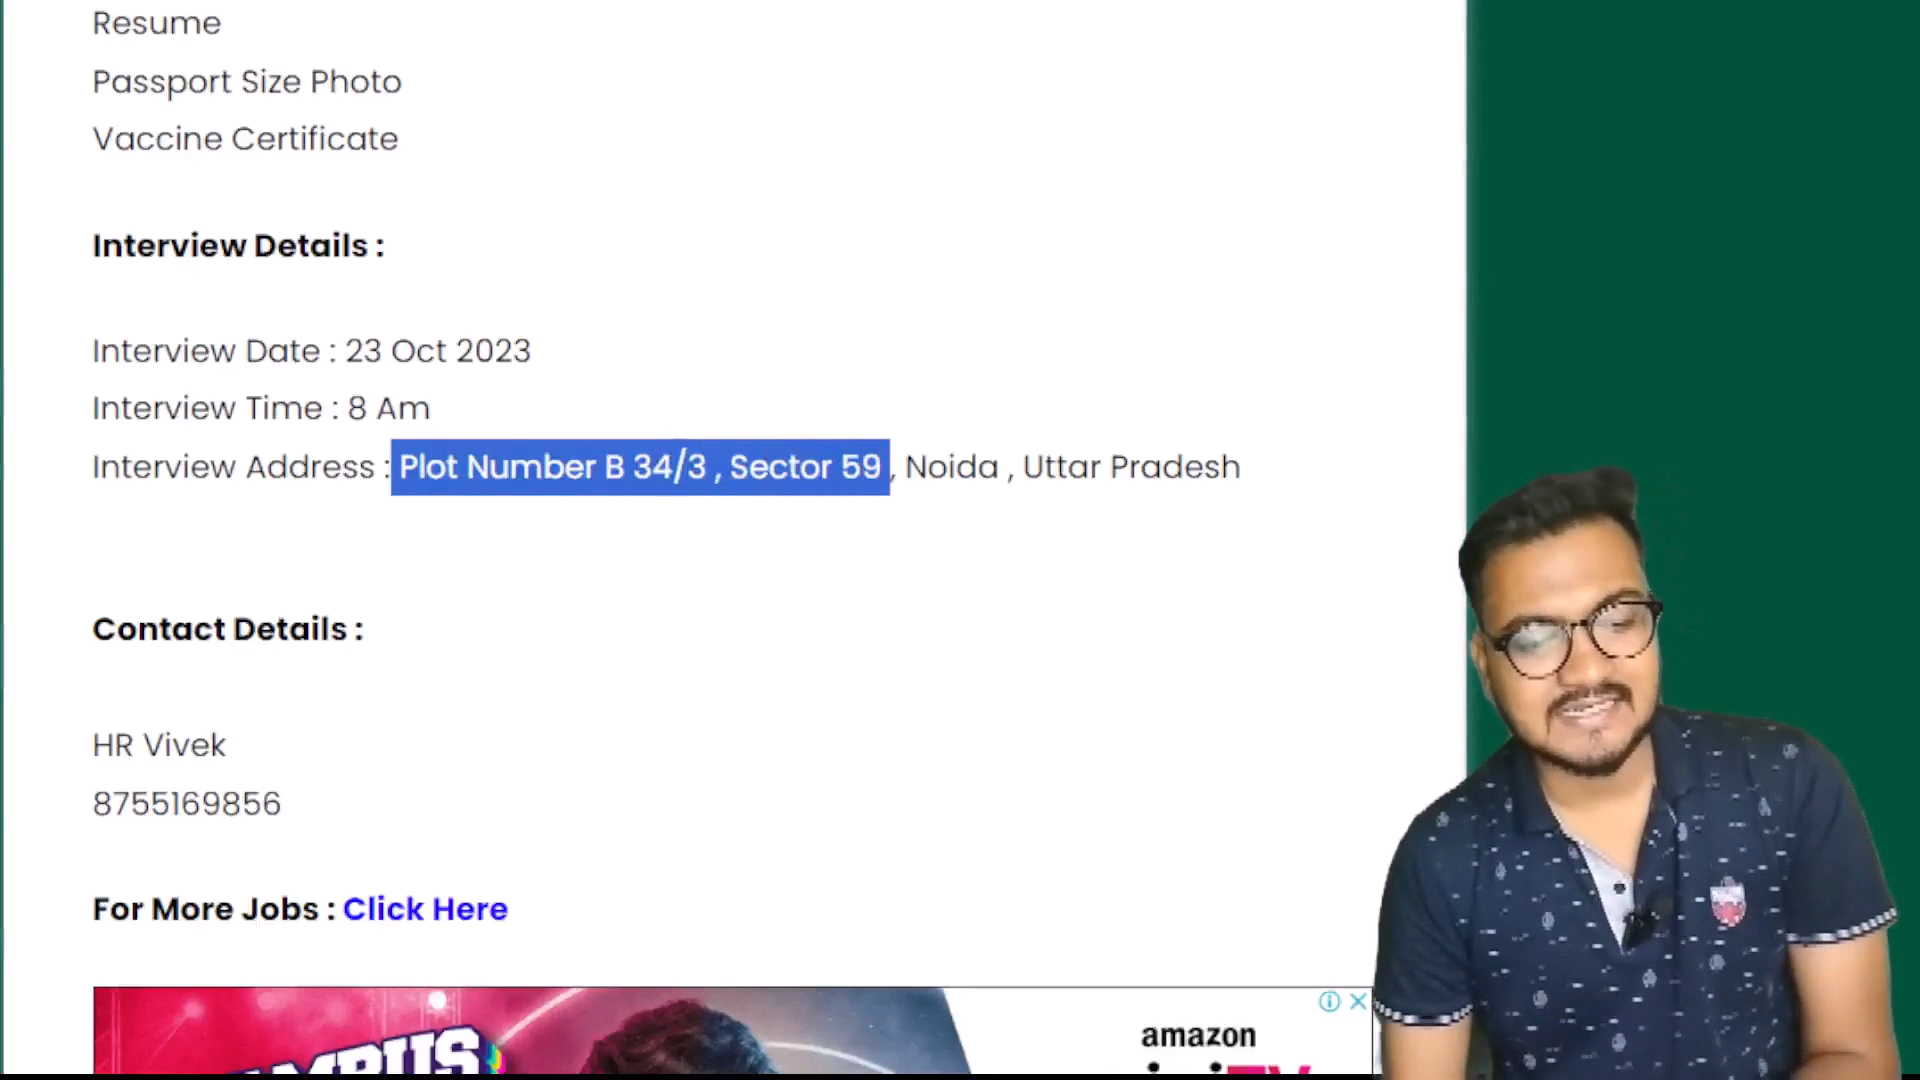 Resume
Passport Size Photo
Vaccine Certificate
Interview Details :
Interview Date : 23 Oct 2023
Interview Time : 8 Am
Interview Address : Plot Number B 34/3 , Sector 59 , Noida , Uttar Pradesh
Contact Details :
HR Vivek
8755169856
For More Jobs : Click Here
amazon